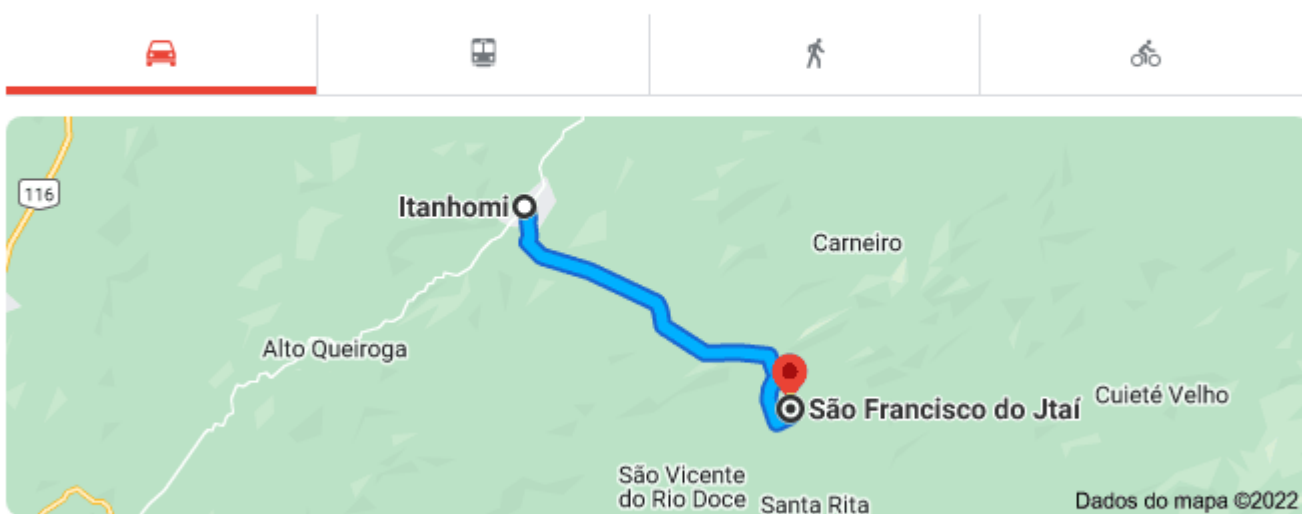 116
Itanhomi
Carneiro
Alto Queiroga
Cuieté Velho
São Francisco do Jtaí
São Vicente
do Rio Doce
Santa Rita
Dados do mapa ©2022